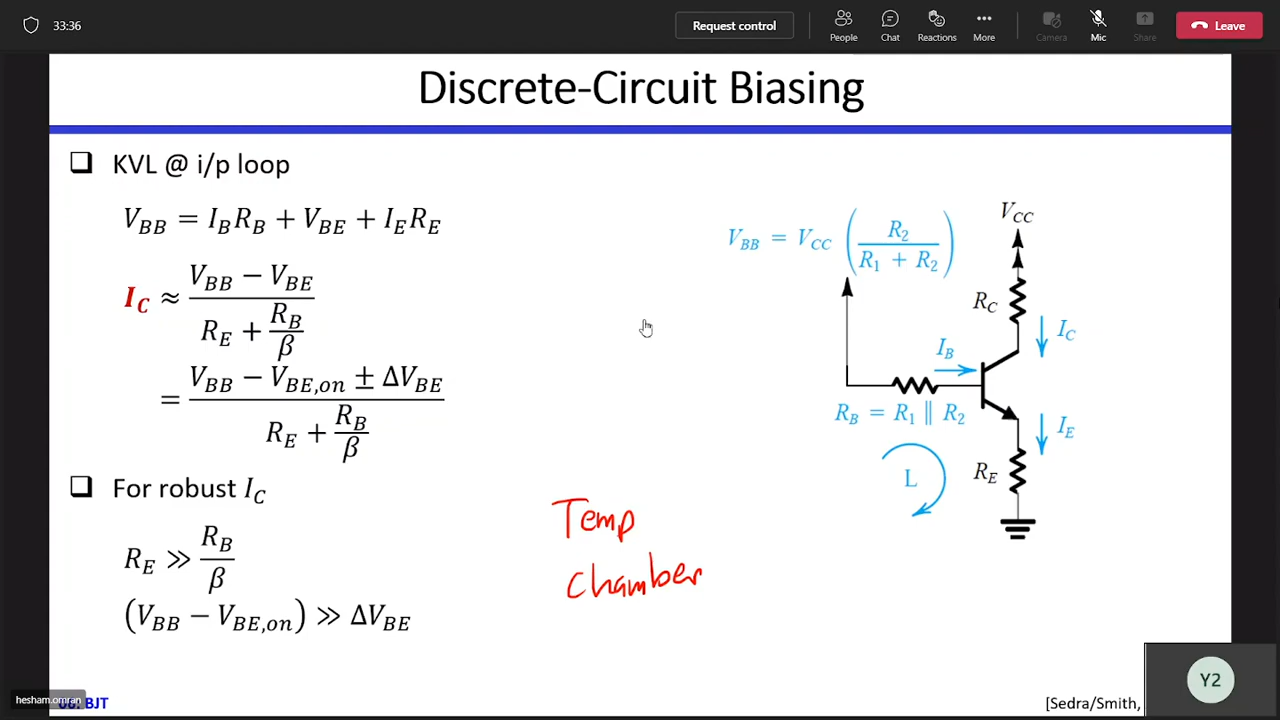 33:36
Request control
People
Chat
Reactions
More
Camera
Mic
Share
Leave
Discrete-Circuit Biasing
❑ KVL @ i/p loop
V_BB = I_B R_B + V_BE + I_E R_E
I_C ≈ (V_BB − V_BE) / (R_E + R_B/β)
= (V_BB − V_BE,on ± ΔV_BE) / (R_E + R_B/β)
❑ For robust I_C
R_E ≫ R_B/β
(V_BB − V_BE,on) ≫ ΔV_BE
Temp
chamber
V_BB = V_CC (R_2 / (R_1 + R_2))
V_CC
R_C
I_C
I_B
R_B = R_1 ∥ R_2
I_E
L
R_E
hesham.omran
BJT
[Sedra/Smith,
Y2